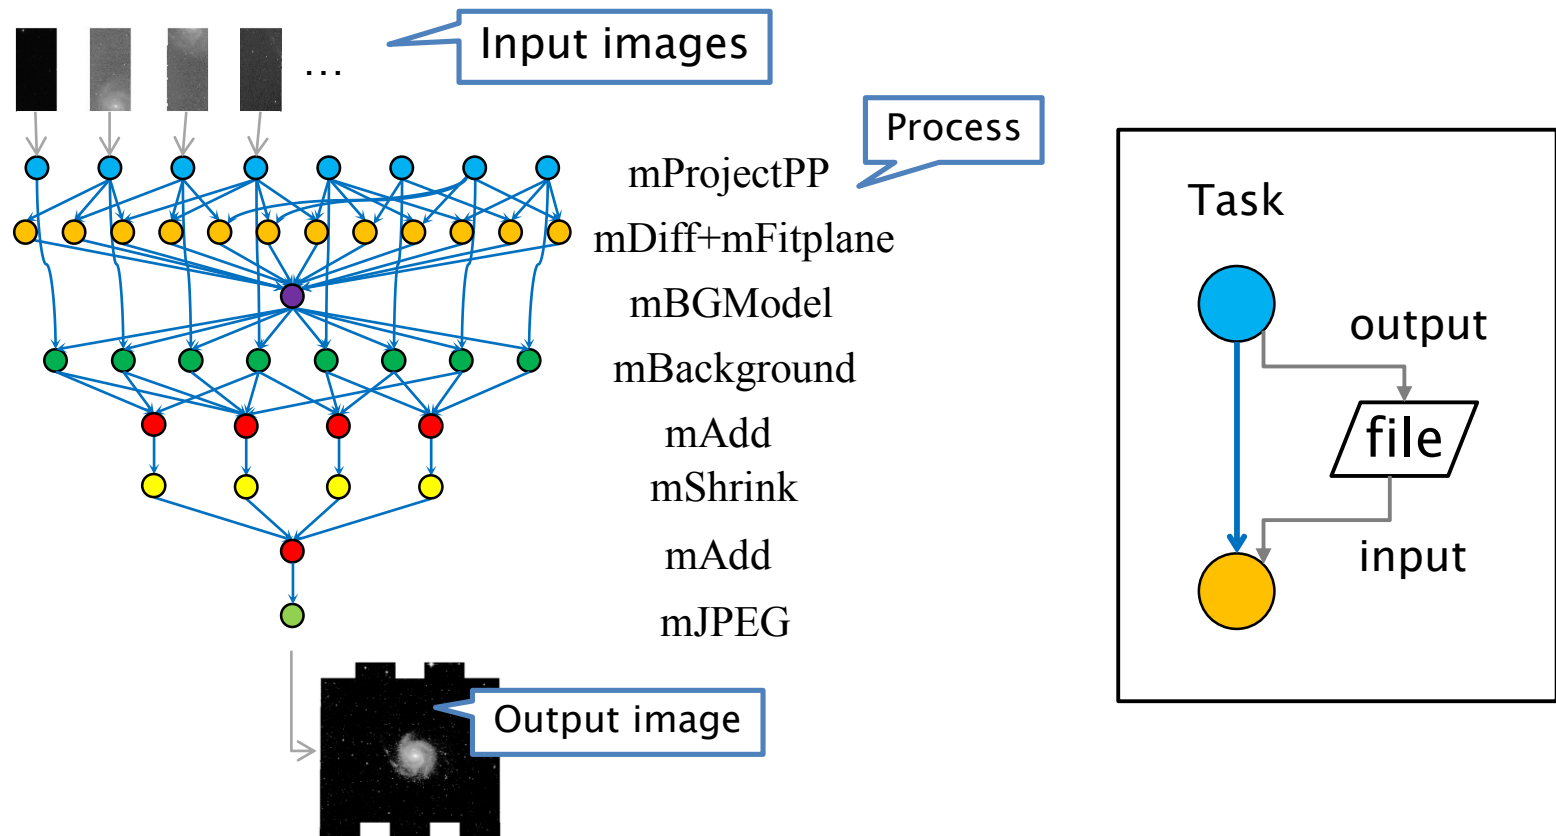 Input images
…
Process
mProjectPP
mDiff+mFitplane
mBGModel
mBackground
mAdd
mShrink
mAdd
mJPEG
Output image
Task
output
file
input